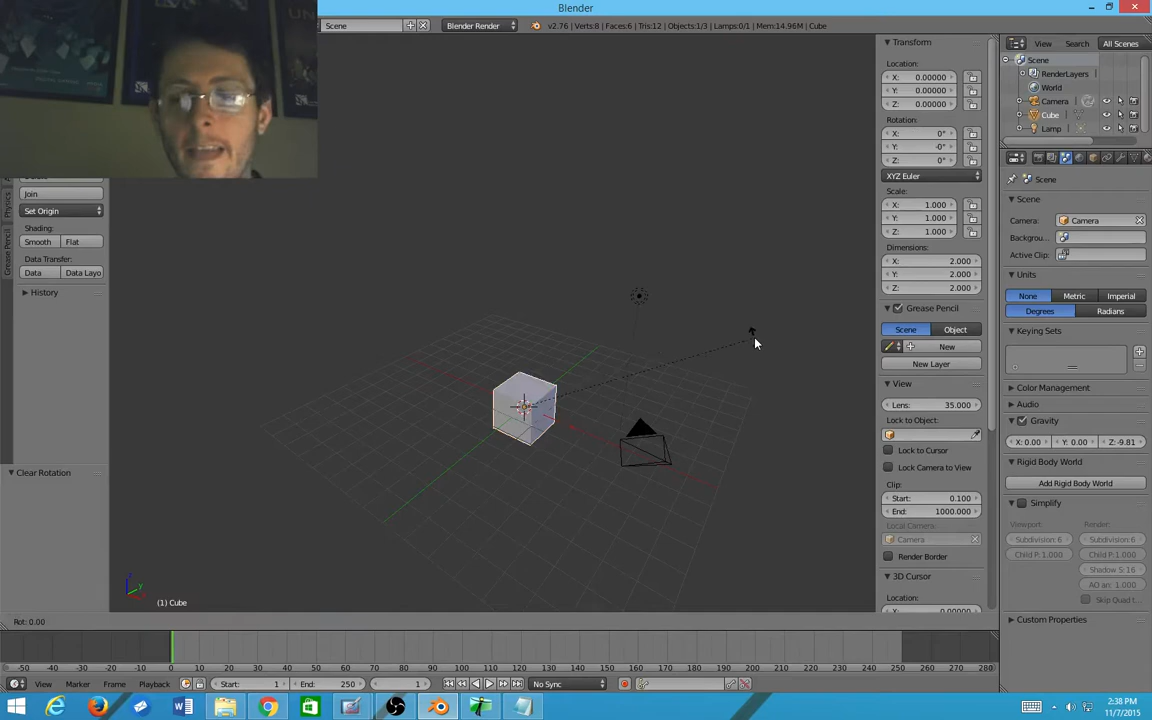 Blender
Scene
Blender Render
v2.76 | Verts:8 | Faces:6 | Tris:12 | Objects:1/3 | Lamps:0/1 | Mem:14.96M | Cube
Join
Set Origin
Shading:
Smooth Flat
Data Transfer:
Data Data Layo
History
Physics
Grease Pencil
Clear Rotation
(1) Cube
Rot: 0.00
Transform
Location:
X: 0.00000
Y: 0.00000
Z: 0.00000
Rotation:
X: 0°
Y: -0°
Z: 0°
XYZ Euler
Scale:
X: 1.000
Y: 1.000
Z: 1.000
Dimensions:
X: 2.000
Y: 2.000
Z: 2.000
Grease Pencil
Scene Object
New
New Layer
View
Lens: 35.000
Lock to Object:
Lock to Cursor
Lock Camera to View
Clip:
Start: 0.100
End: 1000.000
Local Camera:
Camera
Render Border
3D Cursor
Location:
View Search All Scenes
Scene
RenderLayers
World
Camera
Cube
Lamp
Scene
Scene
Camera: Camera
Backgrou...
Active Clip:
Units
None Metric Imperial
Degrees Radians
Keying Sets
Color Management
Audio
Gravity
X: 0.00 Y: 0.00 Z: -9.81
Rigid Body World
Add Rigid Body World
Simplify
Viewport: Render:
Subdivision: 6 Subdivision: 6
Child P: 1.000 Child P: 1.000
Shadow S: 16
AO an: 1.000
Skip Quad t...
Custom Properties
-50 -40 -30 -20 -10 0 10 20 30 40 50 60 70 80 90 100 110 120 130 140 150 160 170 180 190 200 210 220 230 240 250 260 270 280
View Marker Frame Playback Start: 1 End: 250 1 No Sync
2:38 PM
11/7/2015